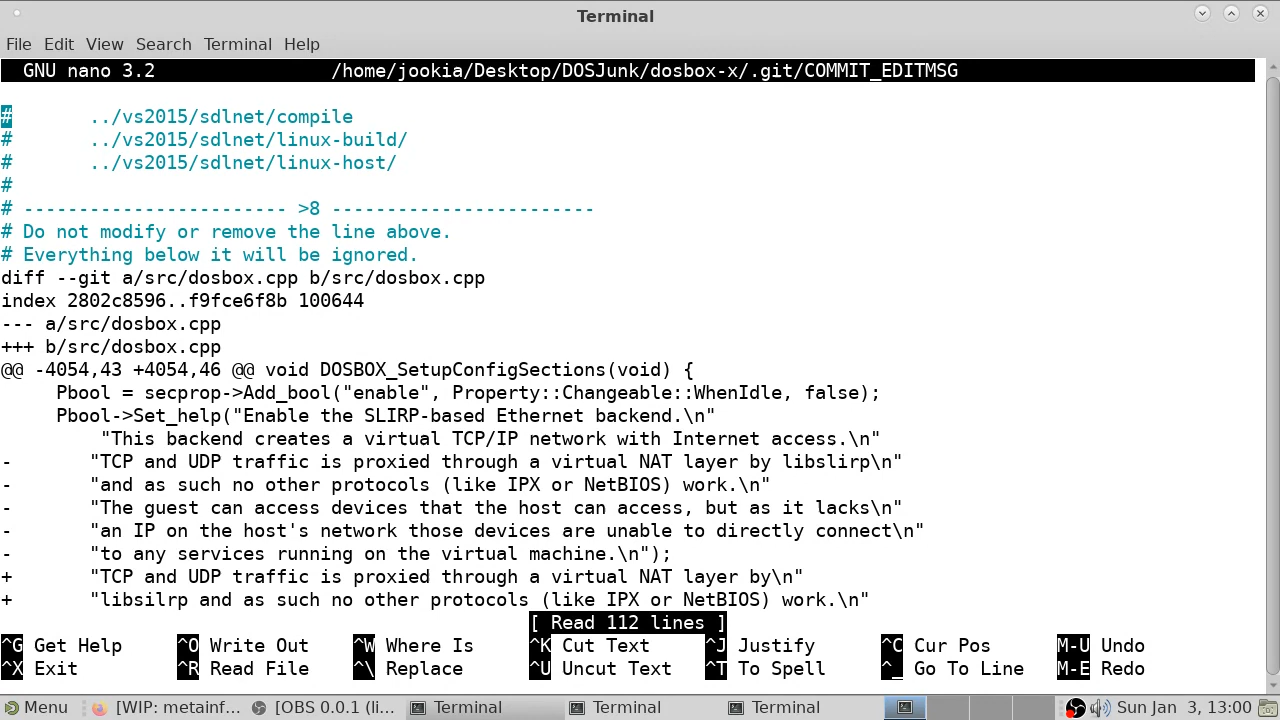 Terminal
File Edit View Search Terminal Help
GNU nano 3.2 /home/jookia/Desktop/DOSJunk/dosbox-x/.git/COMMIT_EDITMSG
# ../vs2015/sdlnet/compile
# ../vs2015/sdlnet/linux-build/
# ../vs2015/sdlnet/linux-host/
#
# ------------------------ >8 ------------------------
# Do not modify or remove the line above.
# Everything below it will be ignored.
diff --git a/src/dosbox.cpp b/src/dosbox.cpp
index 2802c8596..f9fce6f8b 100644
--- a/src/dosbox.cpp
+++ b/src/dosbox.cpp
@@ -4054,43 +4054,46 @@ void DOSBOX_SetupConfigSections(void) {
Pbool = secprop->Add_bool("enable", Property::Changeable::WhenIdle, false);
Pbool->Set_help("Enable the SLIRP-based Ethernet backend.\n"
"This backend creates a virtual TCP/IP network with Internet access.\n"
- "TCP and UDP traffic is proxied through a virtual NAT layer by libslirp\n"
- "and as such no other protocols (like IPX or NetBIOS) work.\n"
- "The guest can access devices that the host can access, but as it lacks\n"
- "an IP on the host's network those devices are unable to directly connect\n"
- "to any services running on the virtual machine.\n");
+ "TCP and UDP traffic is proxied through a virtual NAT layer by\n"
+ "libsilrp and as such no other protocols (like IPX or NetBIOS) work.\n"
[ Read 112 lines ]
^G Get Help ^O Write Out ^W Where Is ^K Cut Text ^J Justify ^C Cur Pos M-U Undo
^X Exit ^R Read File ^\ Replace ^U Uncut Text ^T To Spell ^_ Go To Line M-E Redo
Menu [WIP: metainf... [OBS 0.0.1 (li... Terminal Terminal Terminal Sun Jan 3, 13:00